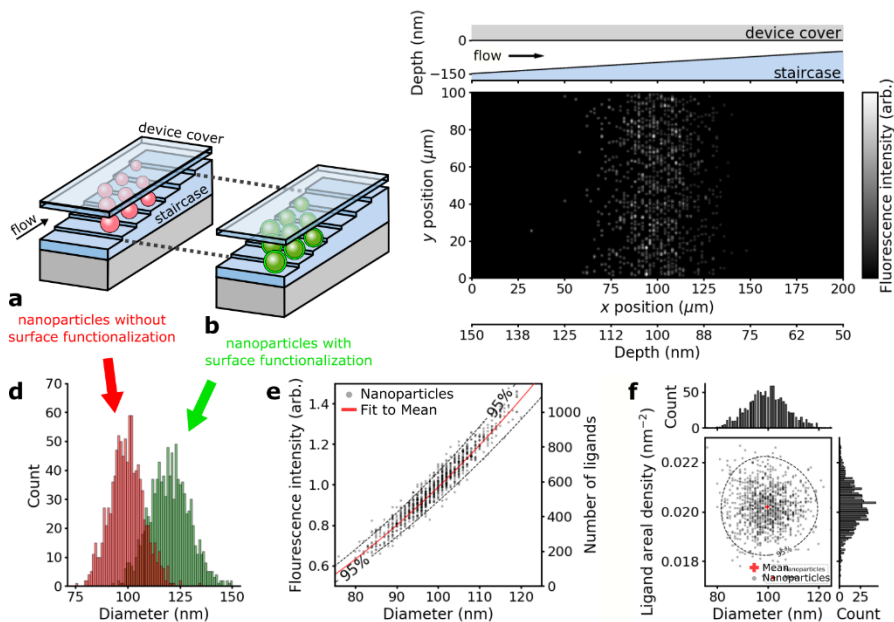 device cover
flow
staircase
a
b
nanoparticles without
surface functionalization
nanoparticles with
surface functionalization
Depth (nm)
0
−150
device cover
flow
staircase
y position (μm)
100
80
60
40
20
0
0 25 50 75 100 125 150 175 200
x position (μm)
150 138 125 112 100 88 75 62 50
Depth (nm)
Fluorescence intensity (arb.)
d
Count
70
60
50
40
30
20
10
0
75 100 125 150
Diameter (nm)
e
Flourescence intensity (arb.)
1.4
1.2
1.0
0.8
0.6
Nanoparticles
Fit to Mean
95%
95%
1000
800
600
400
200
0
Number of ligands
80 90 100 110 120
Diameter (nm)
f
Count
50
0
Ligand areal density (nm⁻²)
0.022
0.020
0.018
95%
Mean
Nanoparticles
Nanoparticles
80 100 120
Diameter (nm)
0 25
Count